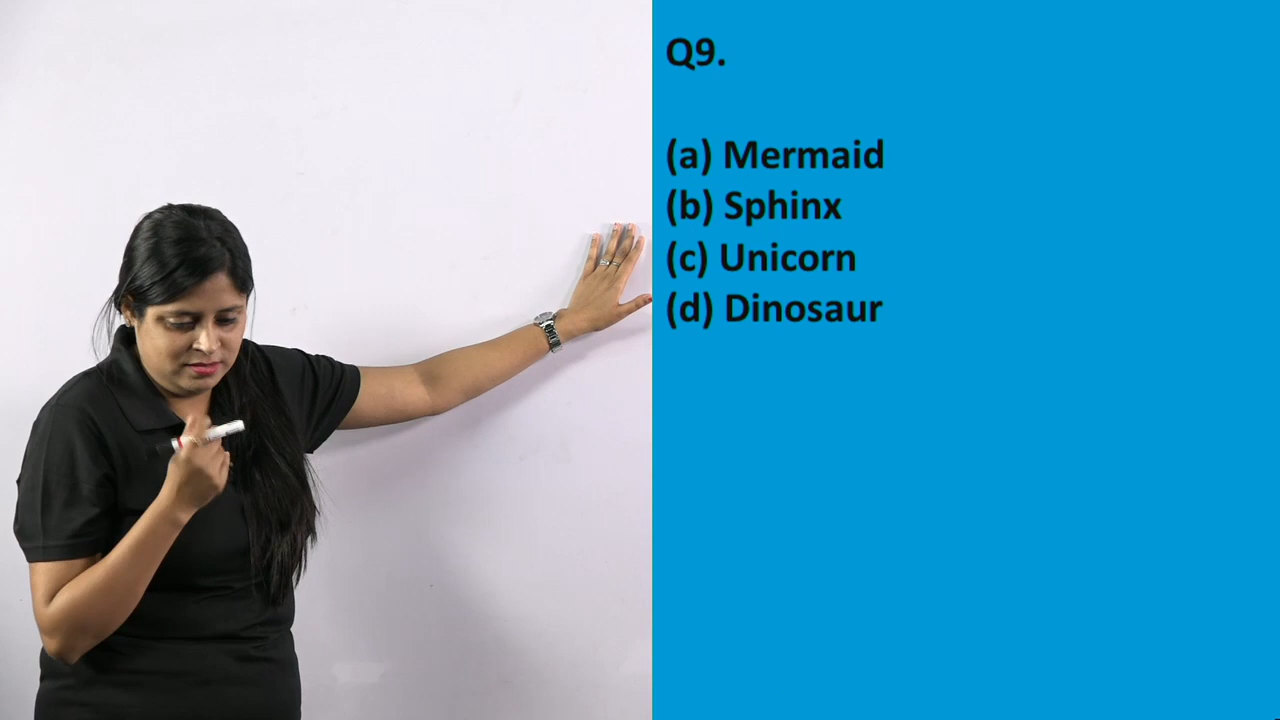 Q9.
(a) Mermaid
(b) Sphinx
(c) Unicorn
(d) Dinosaur